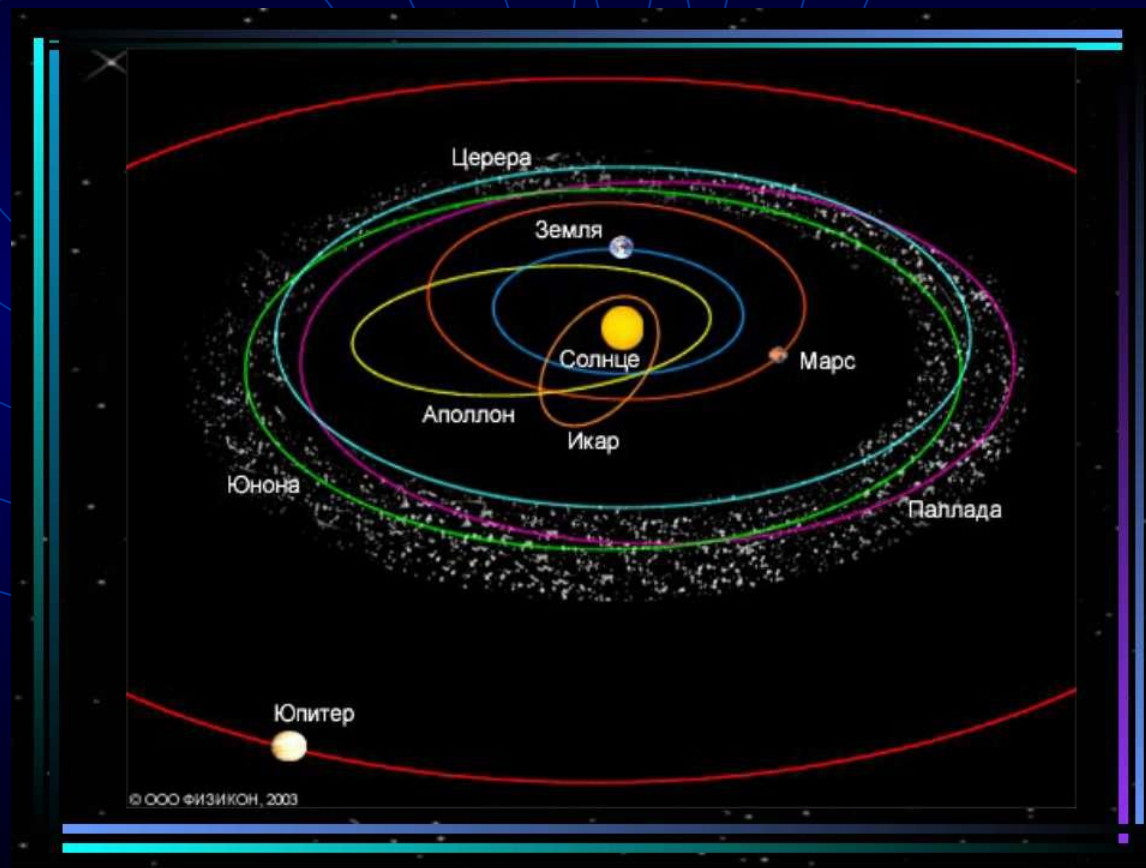 Церера
Земля
Солнце
Марс
Аполлон
Икар
Юнона
Паллада
Юпитер
© ООО ФИЗИКОН, 2003